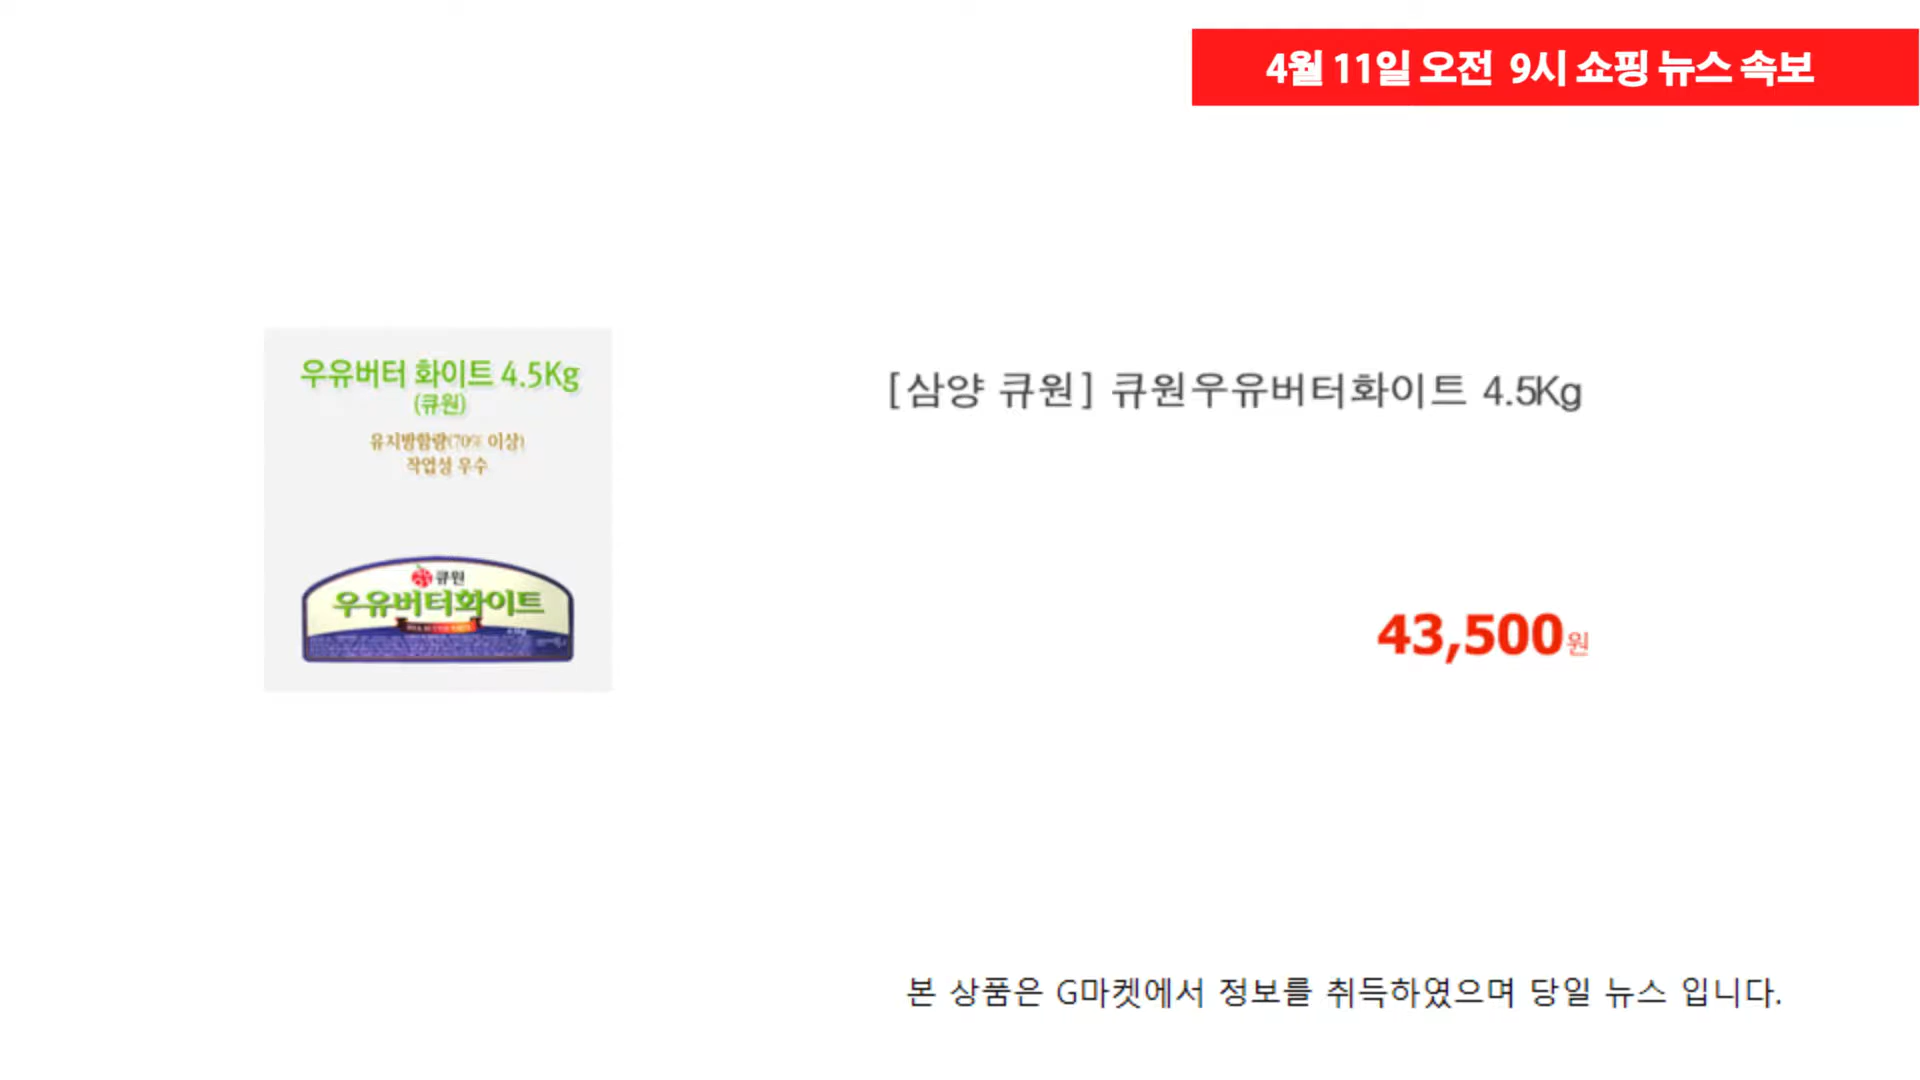 4월 11일 오전 9시 쇼핑 뉴스 속보
우유버터 화이트 4.5Kg
(큐원)
유지방함량(70% 이상)
작업성 우수
큐원
우유버터화이트
[삼양 큐원] 큐원우유버터화이트 4.5Kg
43,500원
본 상품은 G마켓에서 정보를 취득하였으며 당일 뉴스 입니다.